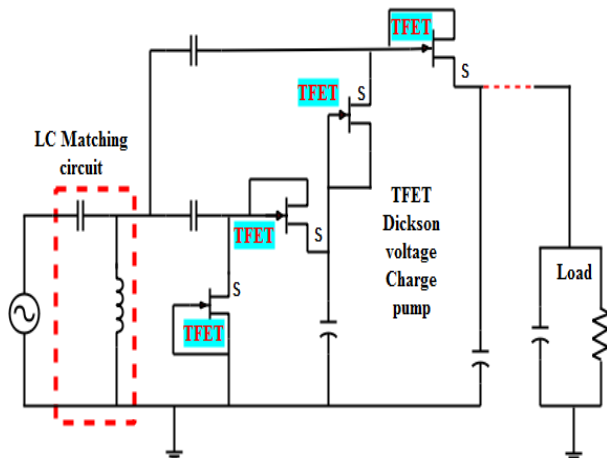 TFET
S
TFET
S
LC Matching
circuit
TFET
S
TFET
Dickson
voltage
Charge
pump
Load
S
TFET